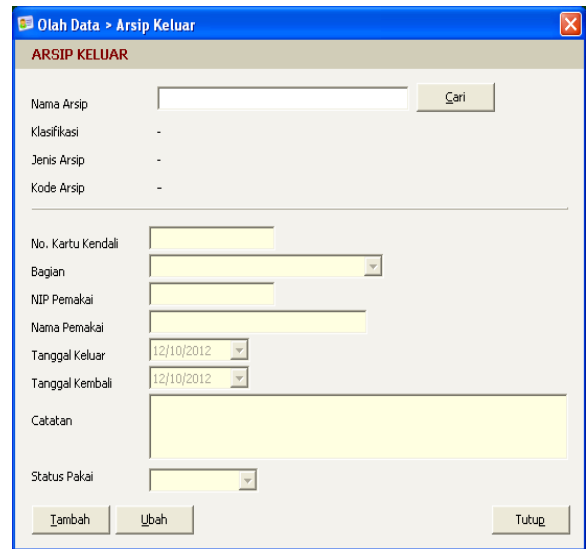 Olah Data > Arsip Keluar
ARSIP KELUAR
Nama Arsip Cari
Klasifikasi -
Jenis Arsip -
Kode Arsip -
No. Kartu Kendali
Bagian
NIP Pemakai
Nama Pemakai
Tanggal Keluar 12/10/2012
Tanggal Kembali 12/10/2012
Catatan
Status Pakai
Tambah Ubah Tutup